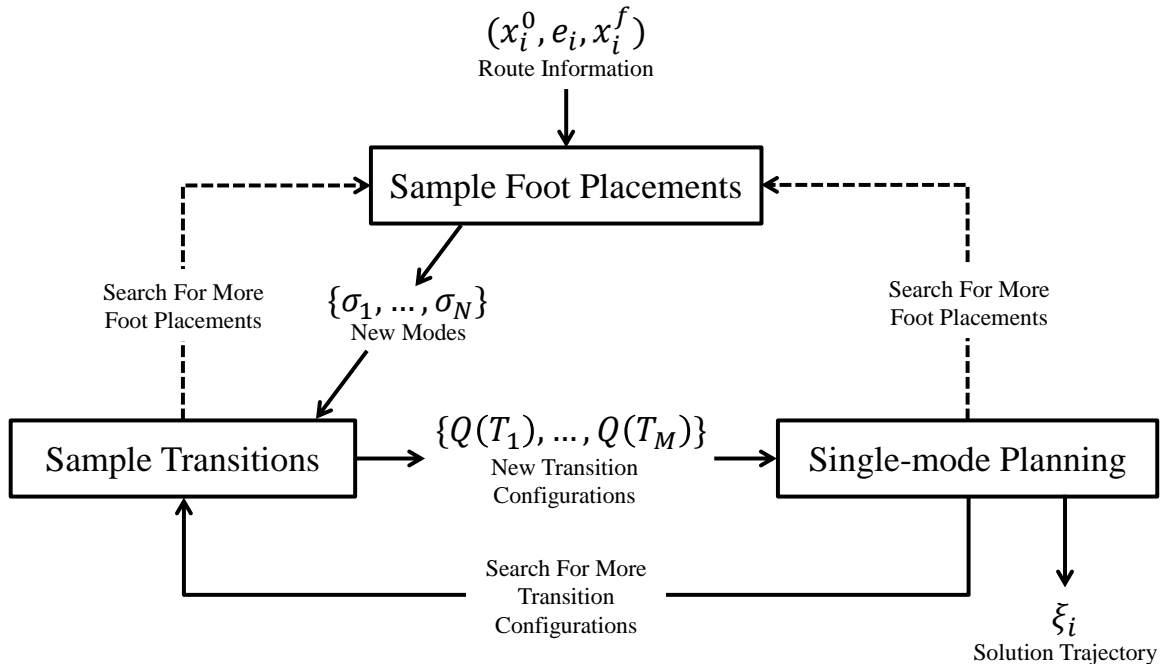 (x_i^0, e_i, x_i^f)
Route Information
Sample Foot Placements
Search For More
Foot Placements
{σ_1, …, σ_N}
New Modes
Search For More
Foot Placements
Sample Transitions
{Q(T_1), …, Q(T_M)}
New Transition
Configurations
Single-mode Planning
Search For More
Transition
Configurations
ξ_i
Solution Trajectory